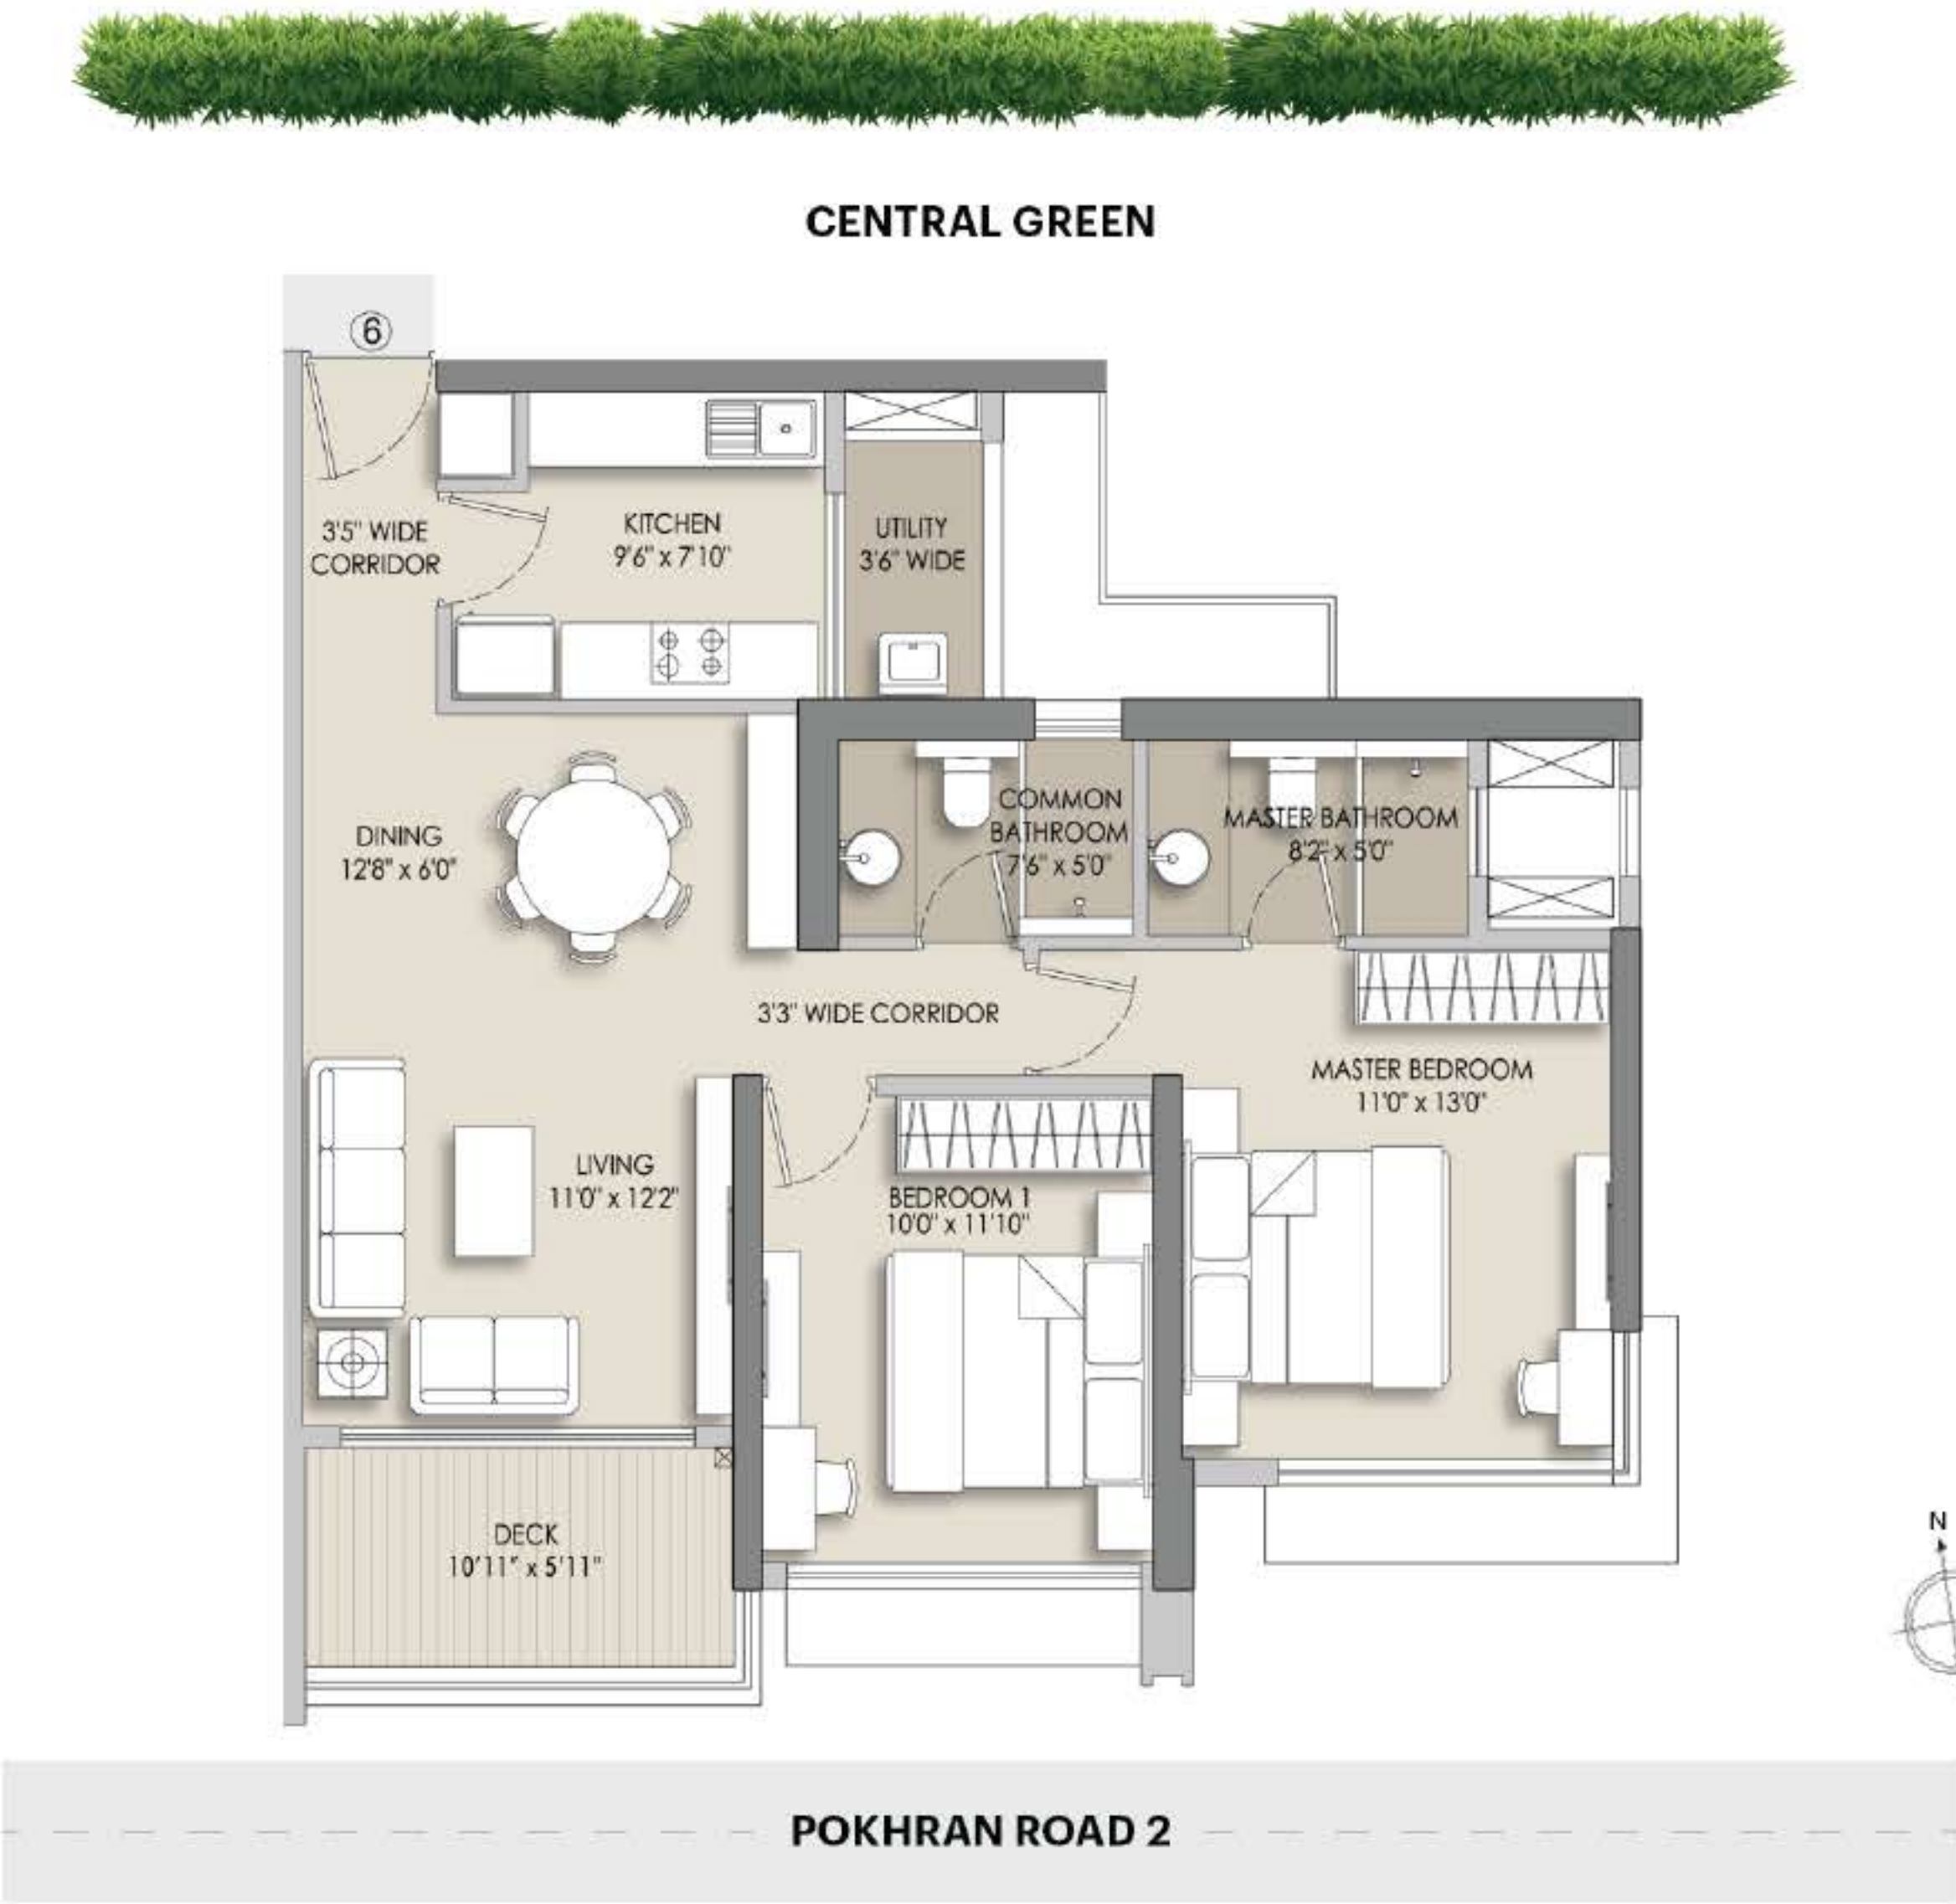 CENTRAL GREEN
6
3'5" WIDE
CORRIDOR
KITCHEN
9'6" x 7'10"
UTILITY
3'6" WIDE
DINING
12'8" x 6'0"
COMMON
BATHROOM
7'6" x 5'0"
MASTER BATHROOM
8'2" x 5'0"
3'3" WIDE CORRIDOR
MASTER BEDROOM
11'0" x 13'0"
LIVING
11'0" x 12'2"
BEDROOM 1
10'0" x 11'10"
DECK
10'11" x 5'11"
N
POKHRAN ROAD 2